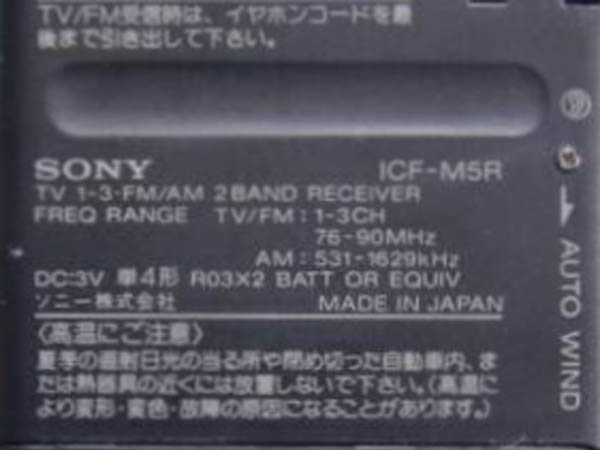 TV/FM受信時は、イヤホンコードを最
後まで引き出して下さい。
SONY ICF-M5R
TV 1-3・FM/AM 2 BAND RECEIVER
FREQ RANGE TV/FM : 1-3CH
76-90MHz
AM : 531-1629kHz
DC:3V 単4形 R03×2 BATT OR EQUIV
ソニー株式会社 MADE IN JAPAN
〈高温にご注意〉
夏季の直射日光の当る所や閉め切った自動車内、ま
たは熱器具の近くには放置しないで下さい。(高温に
より変形・変色・故障の原因になることがあります。)
AUTO WIND